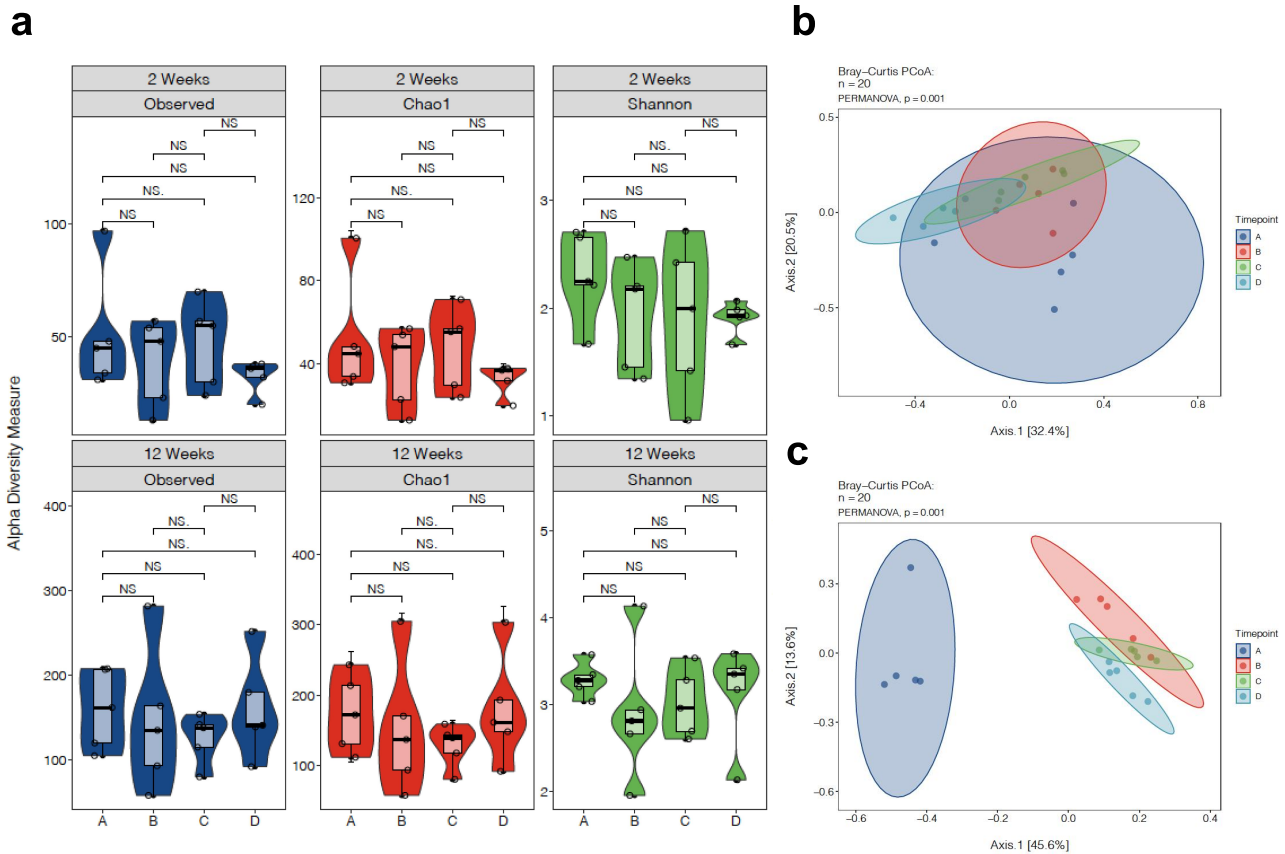 a
Alpha Diversity Measure
2 Weeks
Observed
NS
NS
NS
NS.
NS
100
50
2 Weeks
Chao1
NS
NS
NS
NS.
NS
120
80
40
2 Weeks
Shannon
NS
NS.
NS
NS
NS
3
2
1
12 Weeks
Observed
NS
NS.
NS.
NS
NS
400
300
200
100
A B C D
12 Weeks
Chao1
NS
NS.
NS.
NS
NS
400
300
200
100
A B C D
12 Weeks
Shannon
NS
NS
NS
NS
NS
5
4
3
2
A B C D
b
Bray−Curtis PCoA:
n = 20
PERMANOVA, p = 0.001
Axis.2 [20.5%]
0.5
0.0
−0.5
−0.4 0.0 0.4 0.8
Axis.1 [32.4%]
Timepoint
A
B
C
D
c
Bray−Curtis PCoA:
n = 20
PERMANOVA, p = 0.001
Axis.2 [13.6%]
0.3
0.0
−0.3
−0.6
−0.6 −0.4 −0.2 0.0 0.2 0.4
Axis.1 [45.6%]
Timepoint
A
B
C
D